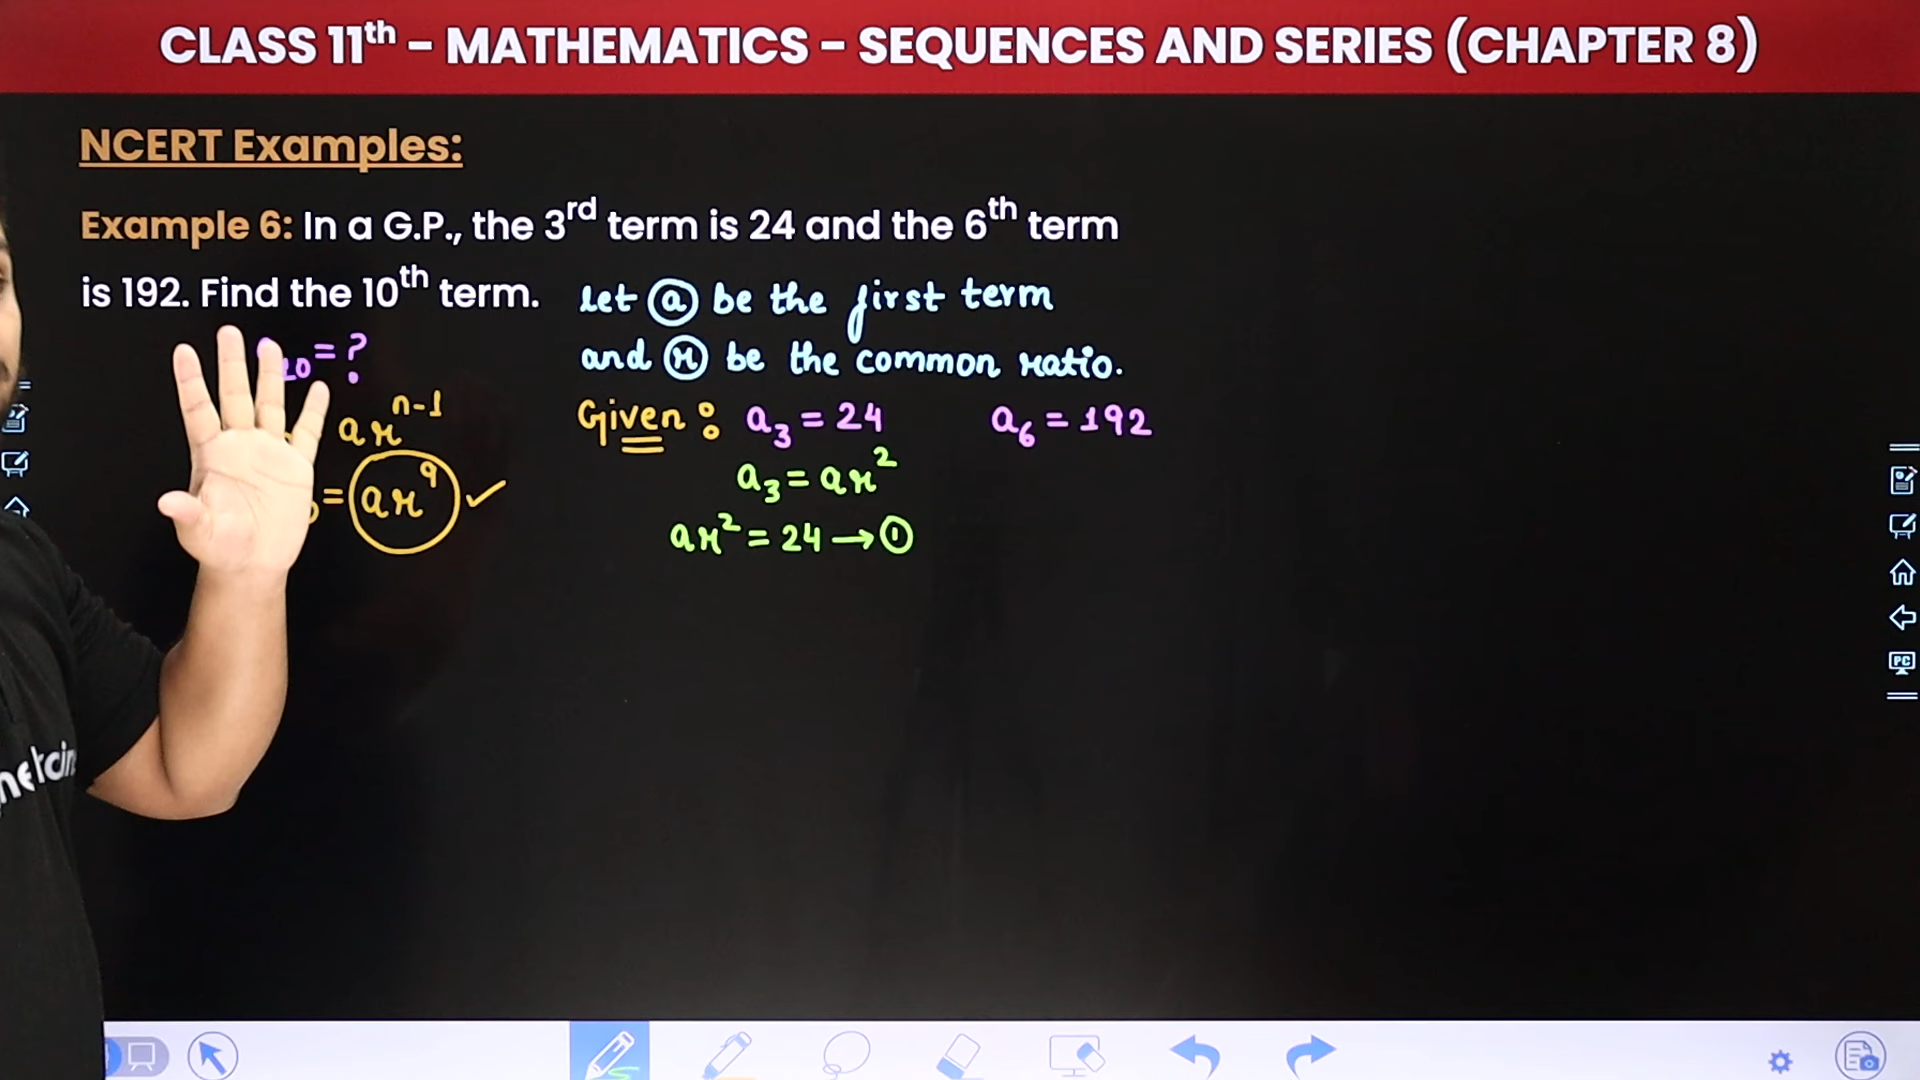 CLASS 11th - MATHEMATICS - SEQUENCES AND SERIES (CHAPTER 8)
NCERT Examples:
Example 6: In a G.P., the 3rd term is 24 and the 6th term
is 192. Find the 10th term.
let a be the first term
and r be the common ratio.
10 = ?
ar^n-1
= ar^9 ✓
Given : a3 = 24 a6 = 192
a3 = ar^2
ar^2 = 24 → ①
PC